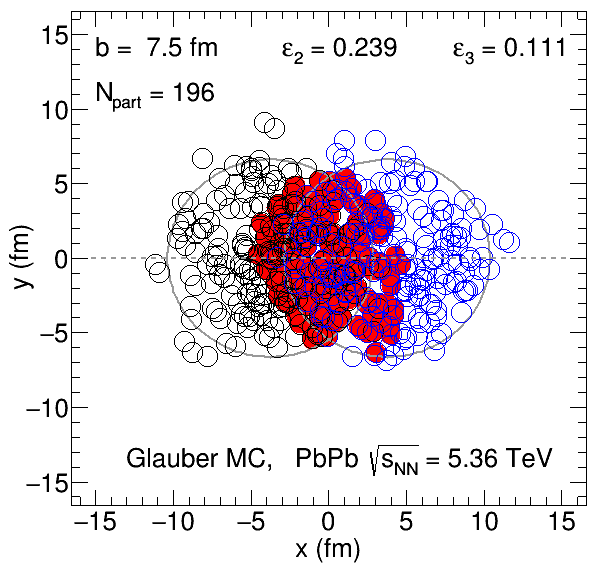 b = 7.5 fm ε2 = 0.239 ε3 = 0.111
Npart = 196
15
10
5
0
−5
−10
−15
y (fm)
Glauber MC, PbPb √sNN = 5.36 TeV
−15 −10 −5 0 5 10 15
x (fm)